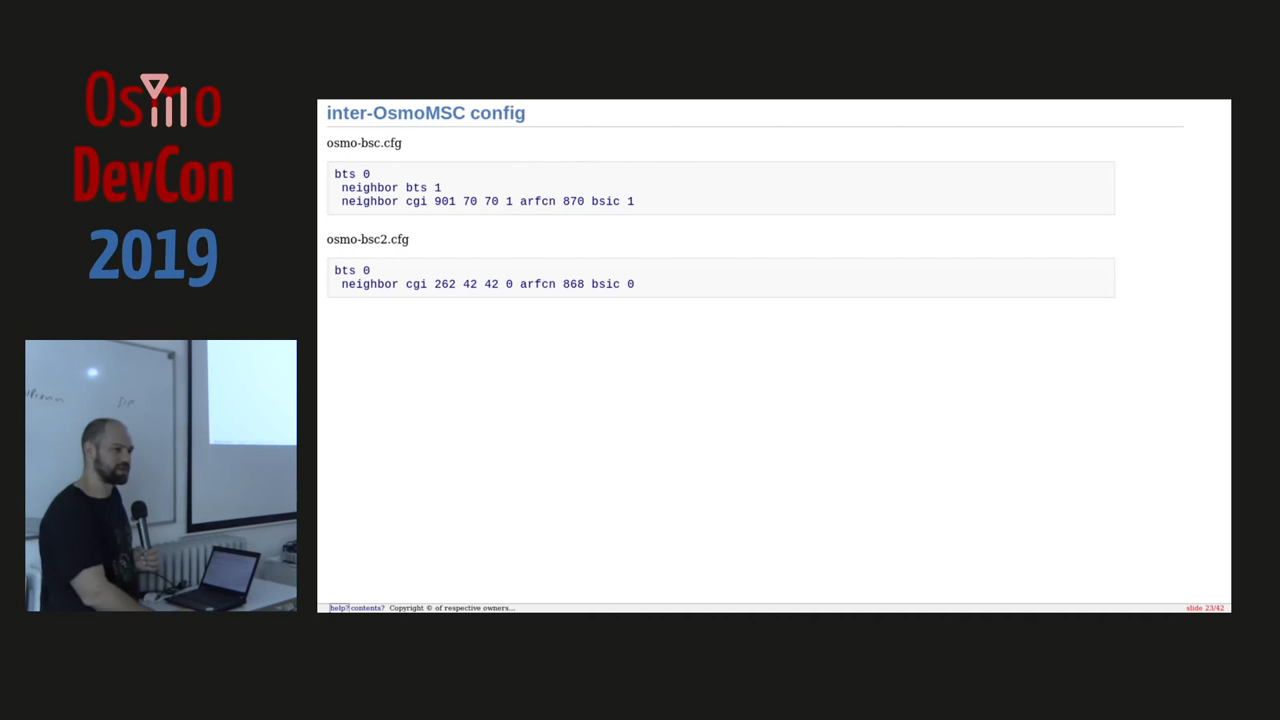 Osmo
DevCon
2019
inter-OsmoMSC config
osmo-bsc.cfg
bts 0
neighbor bts 1
neighbor cgi 901 70 70 1 arfcn 870 bsic 1
osmo-bsc2.cfg
bts 0
neighbor cgi 262 42 42 0 arfcn 868 bsic 0
help? contents? Copyright © of respective owners...
slide 23/42